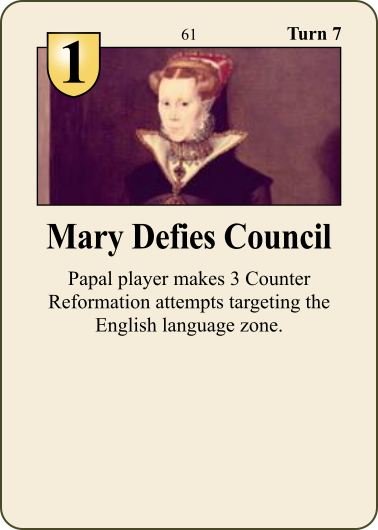 1
61
Turn 7
Mary Defies Council
Papal player makes 3 Counter
Reformation attempts targeting the
English language zone.